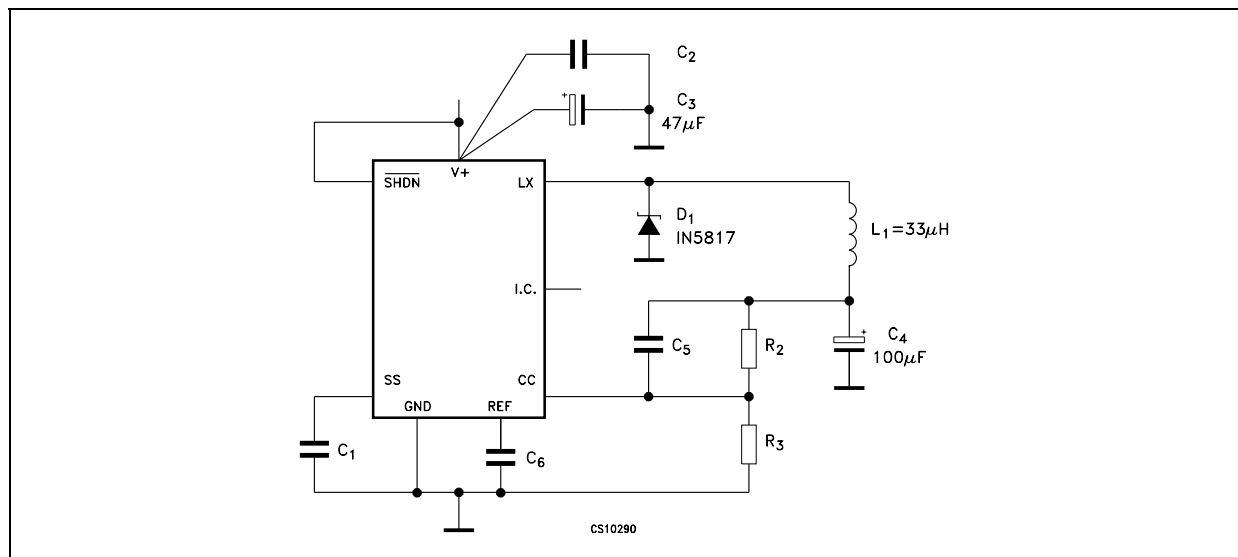 C2
+
C3
47μF
V+
SHDN
LX
D1
IN5817
L1=33μH
I.C.
+
C4
100μF
C5
R2
SS
CC
GND
REF
R3
C1
C6
CS10290